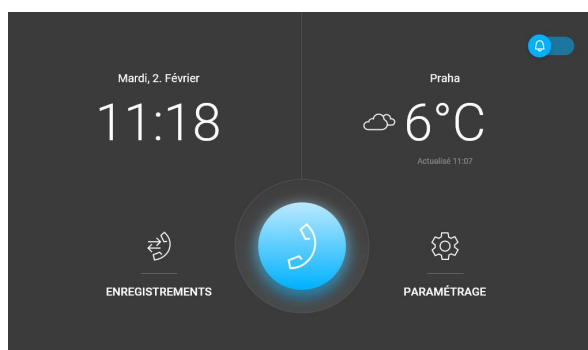 Mardi, 2. Février
11:18
Praha
6°C
Actualisé 11:07
ENREGISTREMENTS
PARAMÉTRAGE